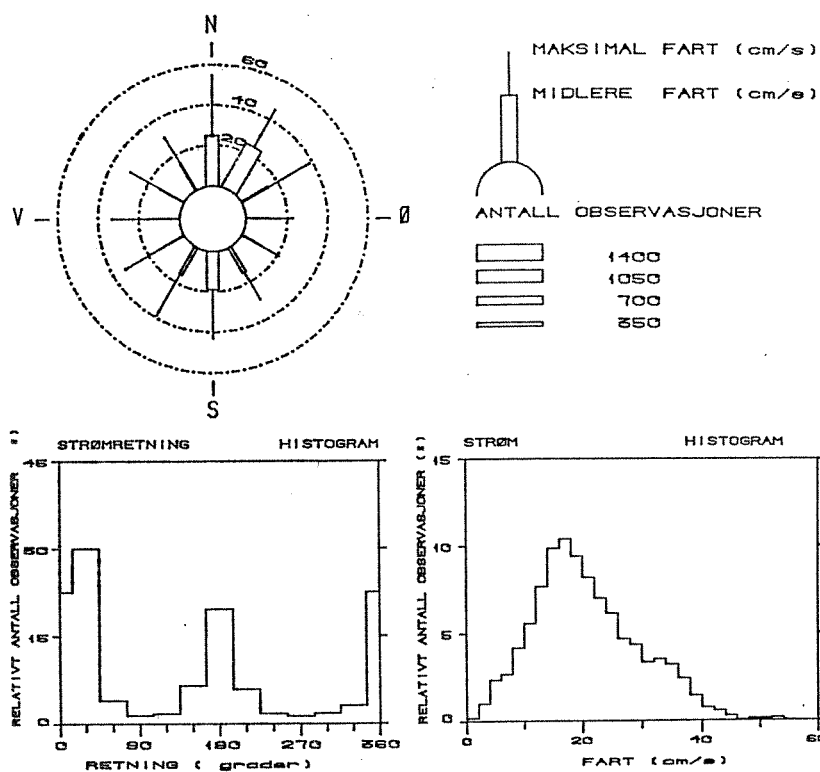 N
60
40
20
V
Ø
S
MAKSIMAL FART (cm/s)
MIDLERE FART (cm/s)
ANTALL OBSERVASJONER
1400
1050
700
350
STRØMRETNING HISTOGRAM
RELATIVT ANTALL OBSERVASJONER
45
30
15
0
0 90 180 270 360
RETNING ( grader)
STRØM HISTOGRAM
RELATIVT ANTALL OBSERVASJONER (%)
15
10
5
0
0 20 40 60
FART (cm/s)